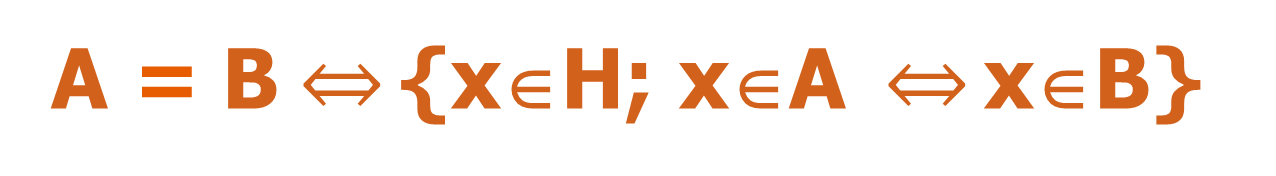 A = B ⇔ {x∈H; x∈A ⇔ x∈B}